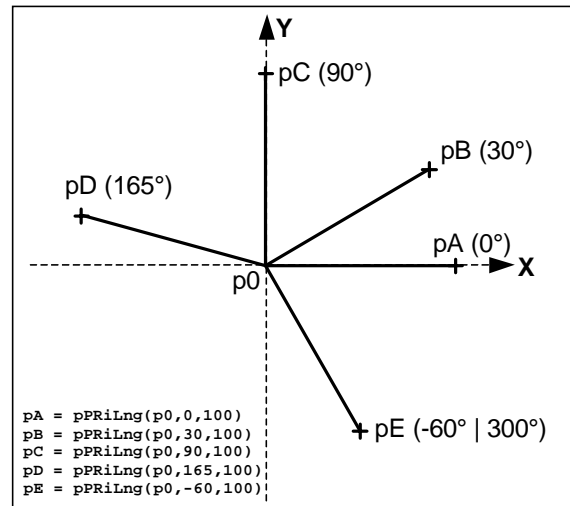 Y
pC (90°)
pB (30°)
pD (165°)
pA (0°)
X
p0
pE (-60° | 300°)
pA = pPRiLng(p0,0,100)
pB = pPRiLng(p0,30,100)
pC = pPRiLng(p0,90,100)
pD = pPRiLng(p0,165,100)
pE = pPRiLng(p0,-60,100)